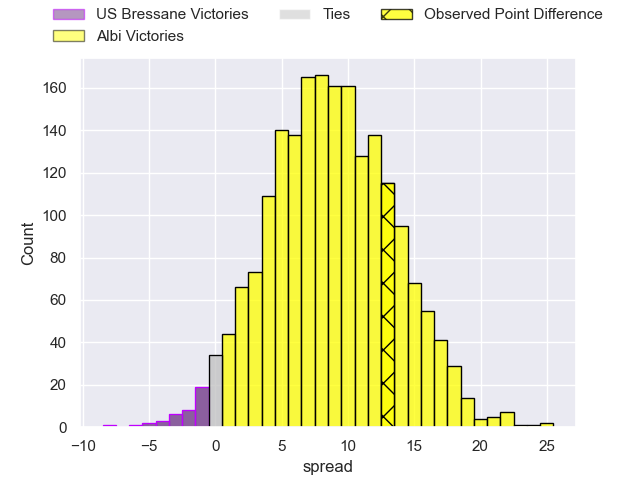 US Bressane Victories
Ties
Observed Point Difference
Albi Victories
160
140
120
100
80
60
40
20
0
Count
−10 −5 0 5 10 15 20 25
spread